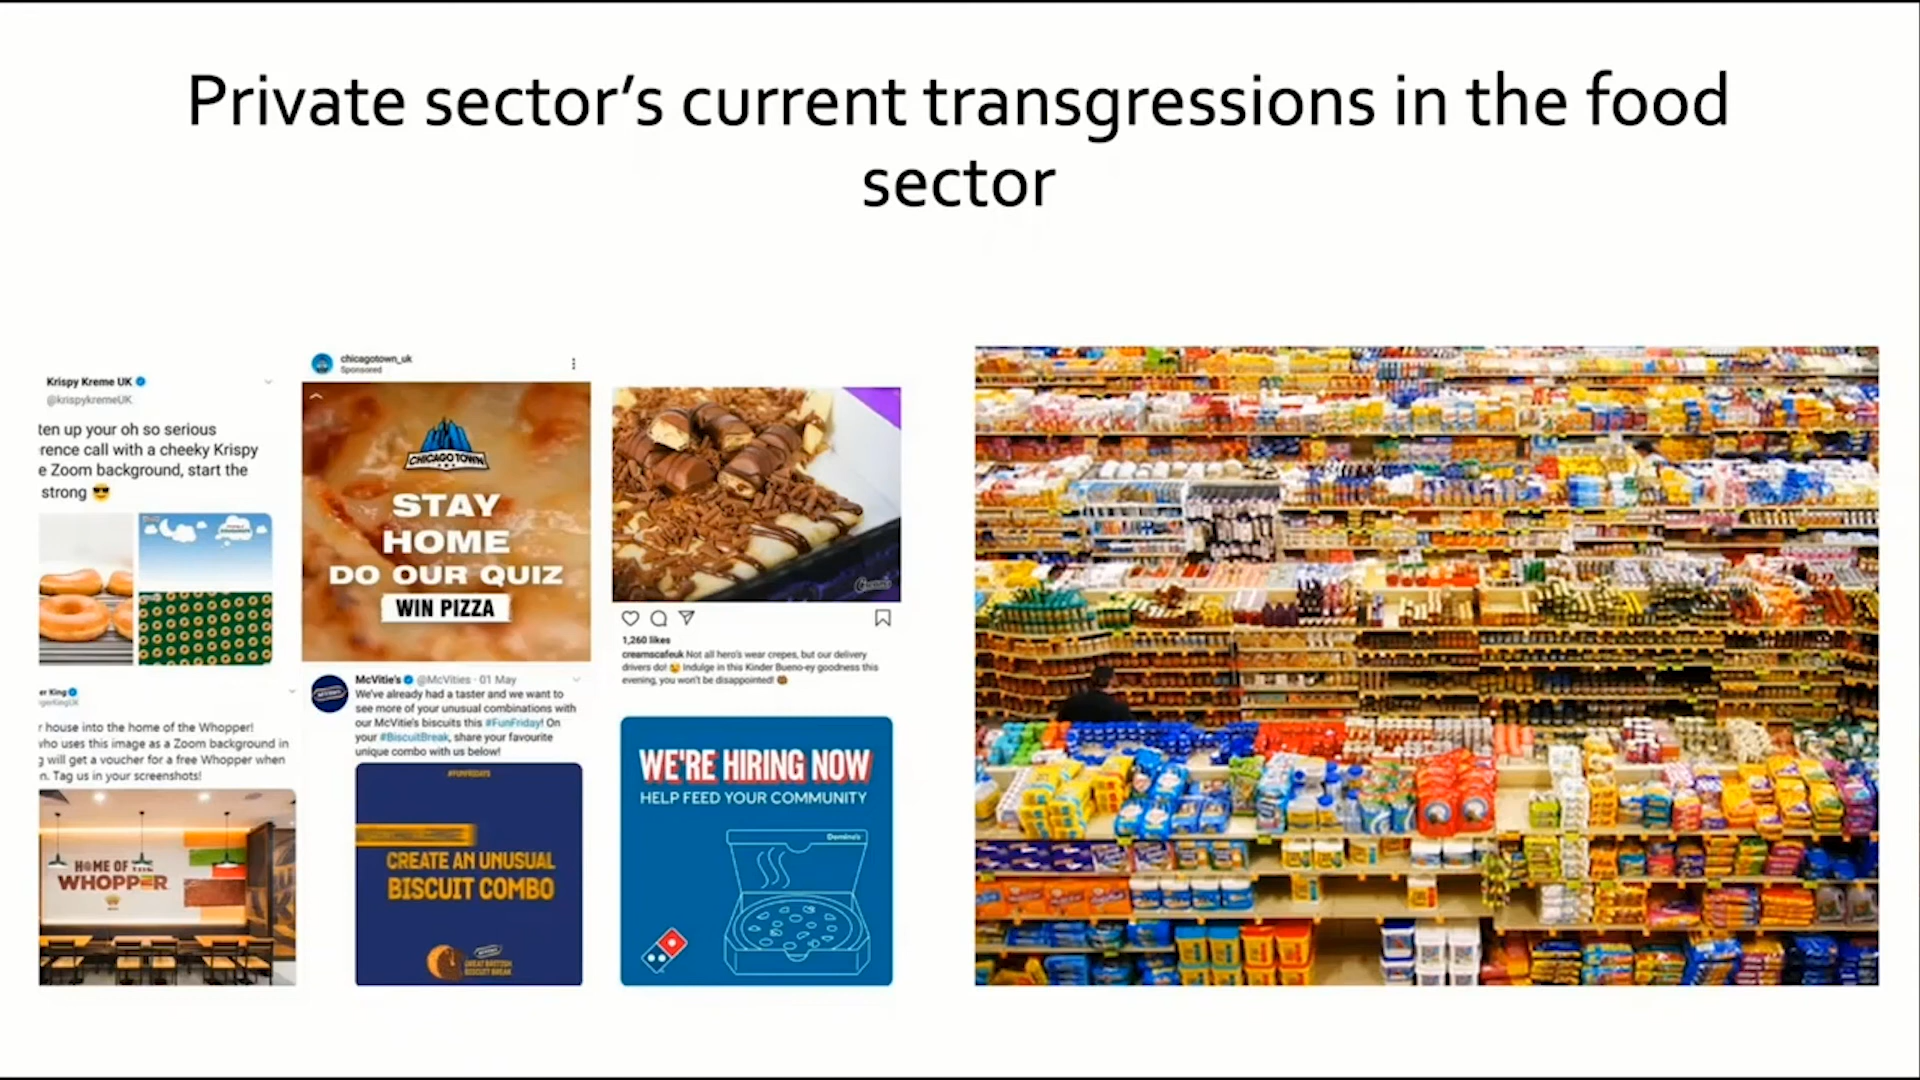 Private sector’s current transgressions in the food
sector
Krispy Kreme UK
@krispykremeUK
ten up your oh so serious
rence call with a cheeky Krispy
e Zoom background, start the
strong 😎
er King
r house into the home of the Whopper!
who uses this image as a Zoom background in
g will get a voucher for a free Whopper when
n. Tag us in your screenshots!
HOME OF THE
WHOPPER
chicagotown_uk
Sponsored
CHICAGO TOWN
STAY
HOME
DO OUR QUIZ
WIN PIZZA
McVitie's @McVities · 01 May
We've already had a taster and we want to
see more of your unusual combinations with
our McVitie's biscuits this #FunFriday! On
your #BiscuitBreak, share your favourite
unique combo with us below!
CREATE AN UNUSUAL
BISCUIT COMBO
GREAT BRITISH
BISCUIT BREAK
1,260 likes
creamscafeuk Not all hero's wear crepes, but our delivery
drivers do! 😉 Indulge in this Kinder Bueno-ey goodness this
evening, you won't be disappointed!
WE'RE HIRING NOW
HELP FEED YOUR COMMUNITY
Domino's